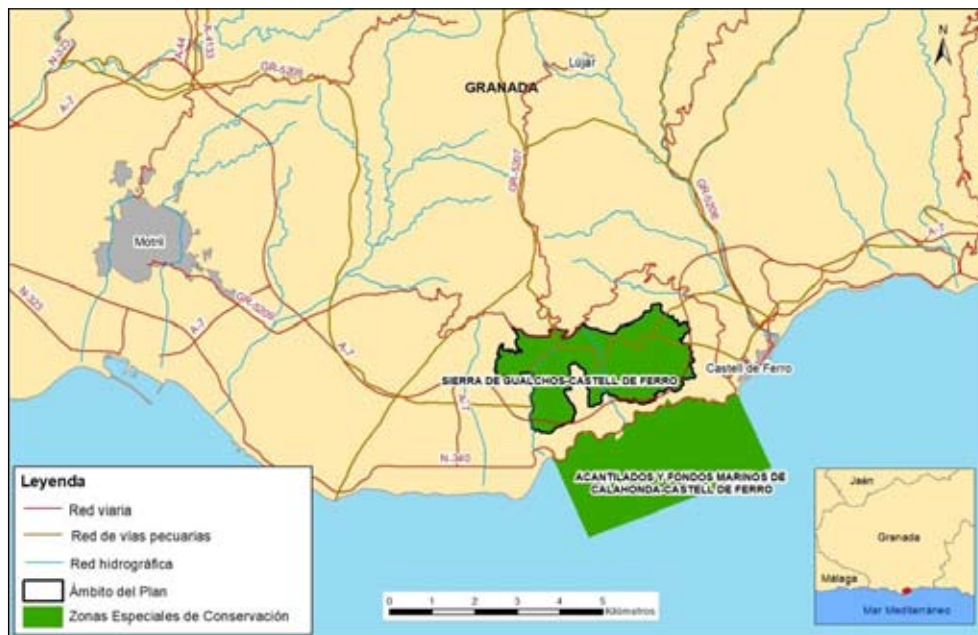 N-323
A-44
A-4133
GR-5205
Lújar
N
GRANADA
A-7
GR-5207
GR-5208
Motril
A-7
N-323
GR-5209
A-7
A-7
SIERRA DE GUALCHOS-CASTELL DE FERRO
Castell de Ferro
A-7
N-340
ACANTILADOS Y FONDOS MARINOS DE
CALAHONDA-CASTELL DE FERRO
Leyenda
Red viaria
Red de vías pecuarias
Red hidrográfica
Ámbito del Plan
Zonas Especiales de Conservación
0 1 2 3 4 5
Kilómetros
Jaén
Granada
Málaga
Mar Mediterráneo